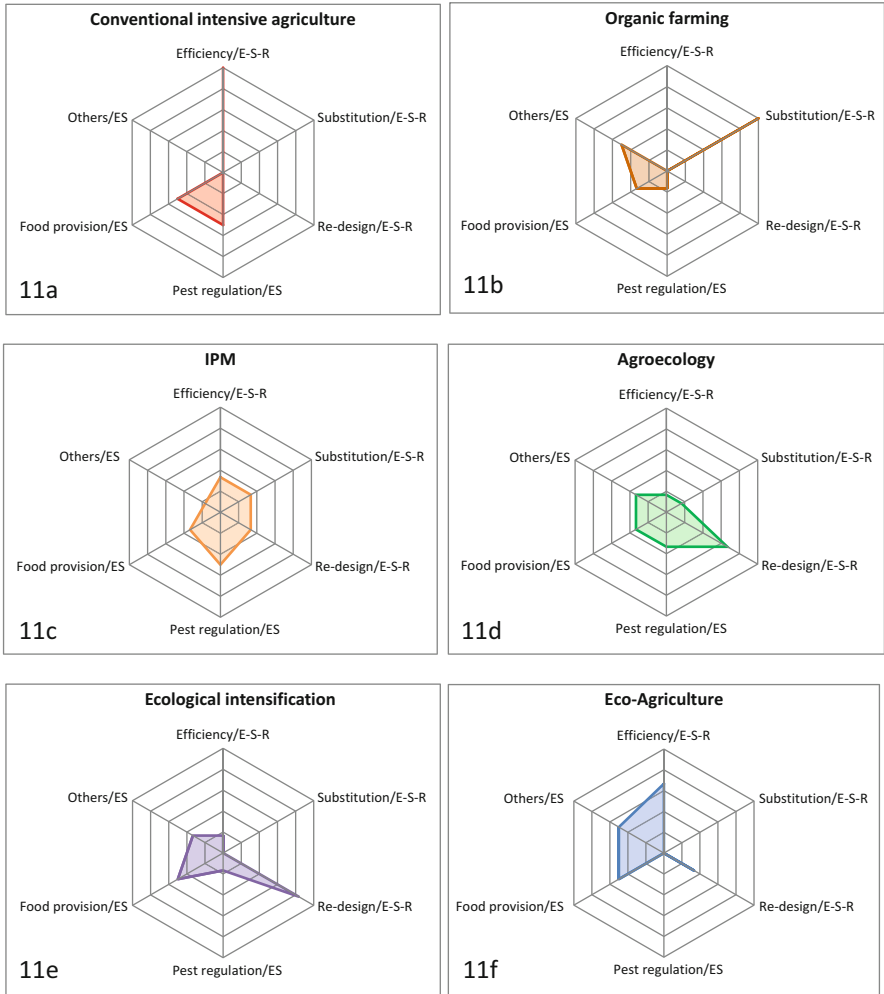 Conventional intensive agriculture
Efficiency/E-S-R
Others/ES
Substitution/E-S-R
Food provision/ES
Re-design/E-S-R
Pest regulation/ES
11a
Organic farming
Efficiency/E-S-R
Others/ES
Substitution/E-S-R
Food provision/ES
Re-design/E-S-R
Pest regulation/ES
11b
IPM
Efficiency/E-S-R
Others/ES
Substitution/E-S-R
Food provision/ES
Re-design/E-S-R
Pest regulation/ES
11c
Agroecology
Efficiency/E-S-R
Others/ES
Substitution/E-S-R
Food provision/ES
Re-design/E-S-R
Pest regulation/ES
11d
Ecological intensification
Efficiency/E-S-R
Others/ES
Substitution/E-S-R
Food provision/ES
Re-design/E-S-R
Pest regulation/ES
11e
Eco-Agriculture
Efficiency/E-S-R
Others/ES
Substitution/E-S-R
Food provision/ES
Re-design/E-S-R
Pest regulation/ES
11f